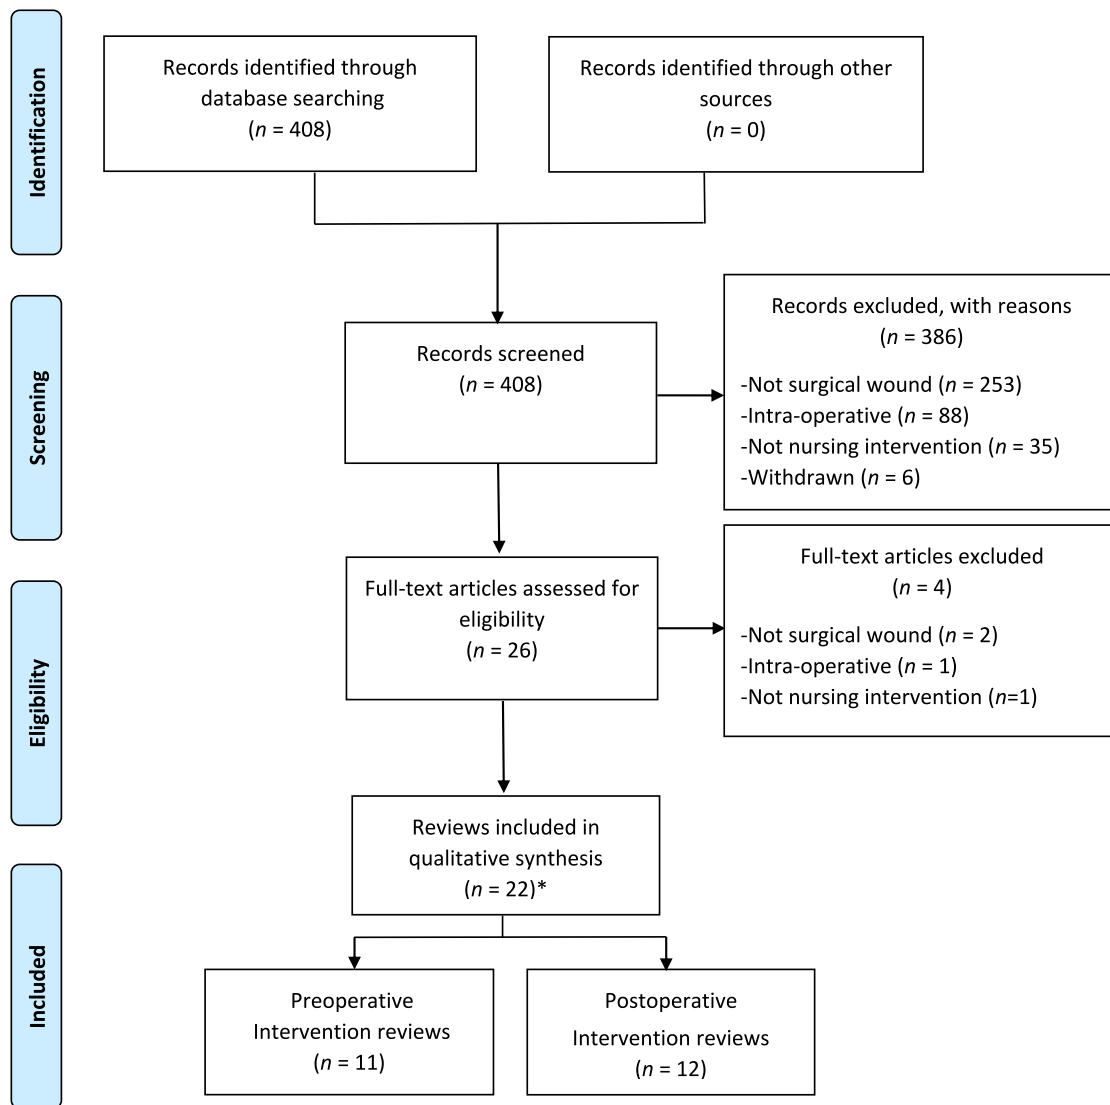 Identification
Records identified through
database searching
(n = 408)
Records identified through other
sources
(n = 0)
Screening
Records screened
(n = 408)
Records excluded, with reasons
(n = 386)
-Not surgical wound (n = 253)
-Intra-operative (n = 88)
-Not nursing intervention (n = 35)
-Withdrawn (n = 6)
Eligibility
Full-text articles assessed for
eligibility
(n = 26)
Full-text articles excluded
(n = 4)
-Not surgical wound (n = 2)
-Intra-operative (n = 1)
-Not nursing intervention (n=1)
Included
Reviews included in
qualitative synthesis
(n = 22)*
Preoperative
Intervention reviews
(n = 11)
Postoperative
Intervention reviews
(n = 12)